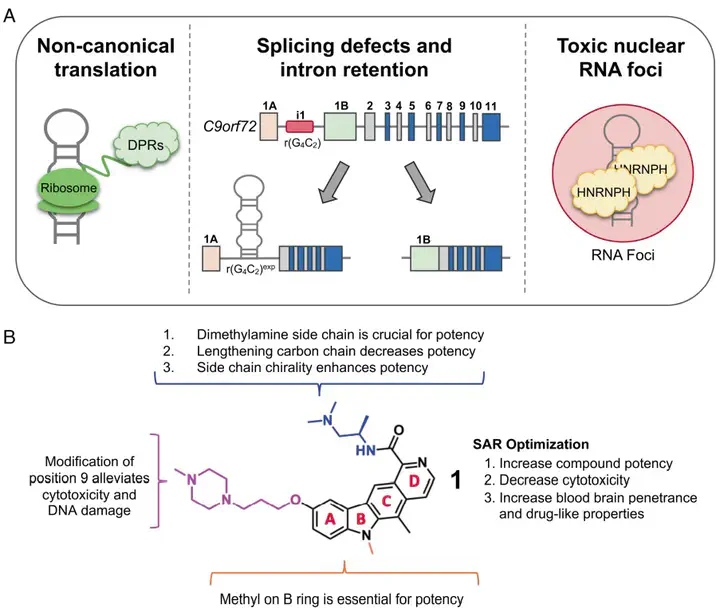 A
Non-canonical
translation
Splicing defects and
intron retention
Toxic nuclear
RNA foci
DPRs
Ribosome
1A
i1
1B
2
3
4
5
6
7
8
9
10
11
C9orf72
r(G₄C₂)
1A
r(G₄C₂)ᵉˣᵖ
1B
HNRNPH
HNRNPH
RNA Foci
B
1. Dimethylamine side chain is crucial for potency
2. Lengthening carbon chain decreases potency
3. Side chain chirality enhances potency
Modification of
position 9 alleviates
cytotoxicity and
DNA damage
N
HN
O
N
D
C
B
A
N
O
N
N
1
SAR Optimization
1. Increase compound potency
2. Decrease cytotoxicity
3. Increase blood brain penetrance
and drug-like properties
Methyl on B ring is essential for potency